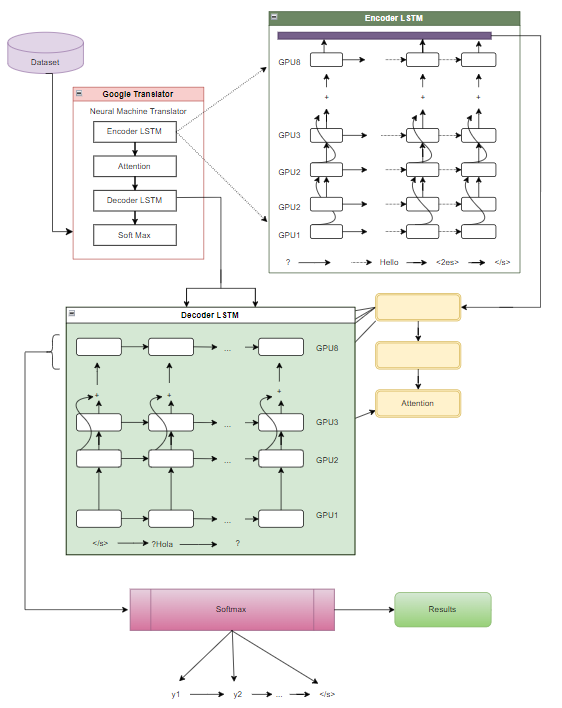 Encoder LSTM
Dataset
GPU8
Google Translator
Neural Machine Translator
Encoder LSTM
Attention
Decoder LSTM
Soft Max
+ + +
GPU3
GPU2
GPU2
GPU1
? Hello <2es> </s>
Decoder LSTM
GPU8
... 
+ + +
GPU3
...
GPU2
...
GPU1
...
</s> ?Hola ?
Attention
Softmax
Results
y1 y2 ... </s>